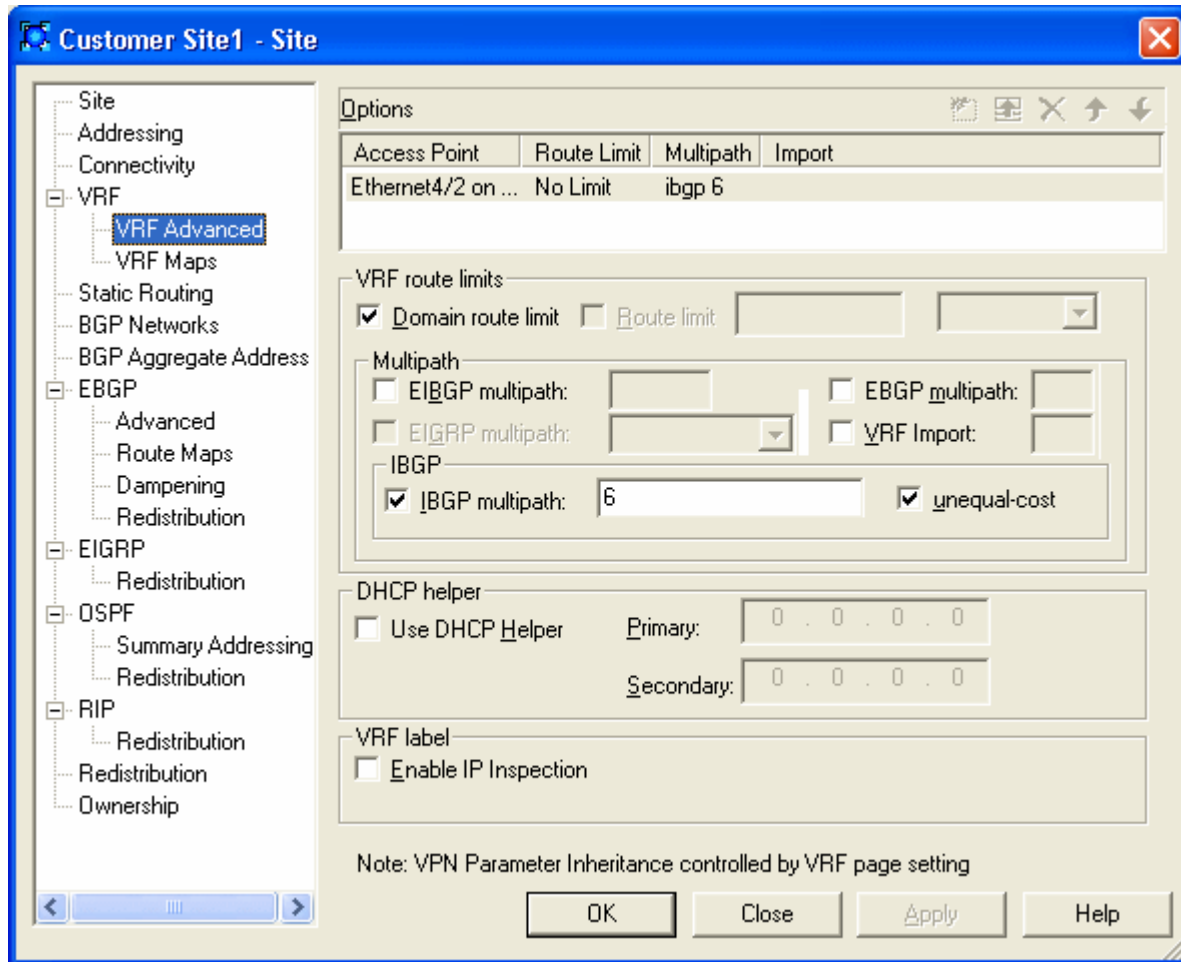 Customer Site1 - Site
Site
Addressing
Connectivity
VRF
VRF Advanced
VRF Maps
Static Routing
BGP Networks
BGP Aggregate Address
EBGP
Advanced
Route Maps
Dampening
Redistribution
EIGRP
Redistribution
OSPF
Summary Addressing
Redistribution
RIP
Redistribution
Redistribution
Ownership
Options
Access Point Route Limit Multipath Import
Ethernet4/2 on ... No Limit ibgp 6
VRF route limits
Domain route limit Route limit
Multipath
EIBGP multipath: EBGP multipath:
EIGRP multipath: VRF Import:
IBGP
IBGP multipath: 6 unequal-cost
DHCP helper
Use DHCP Helper Primary: 0 . 0 . 0 . 0
Secondary: 0 . 0 . 0 . 0
VRF label
Enable IP Inspection
Note: VPN Parameter Inheritance controlled by VRF page setting
OK Close Apply Help